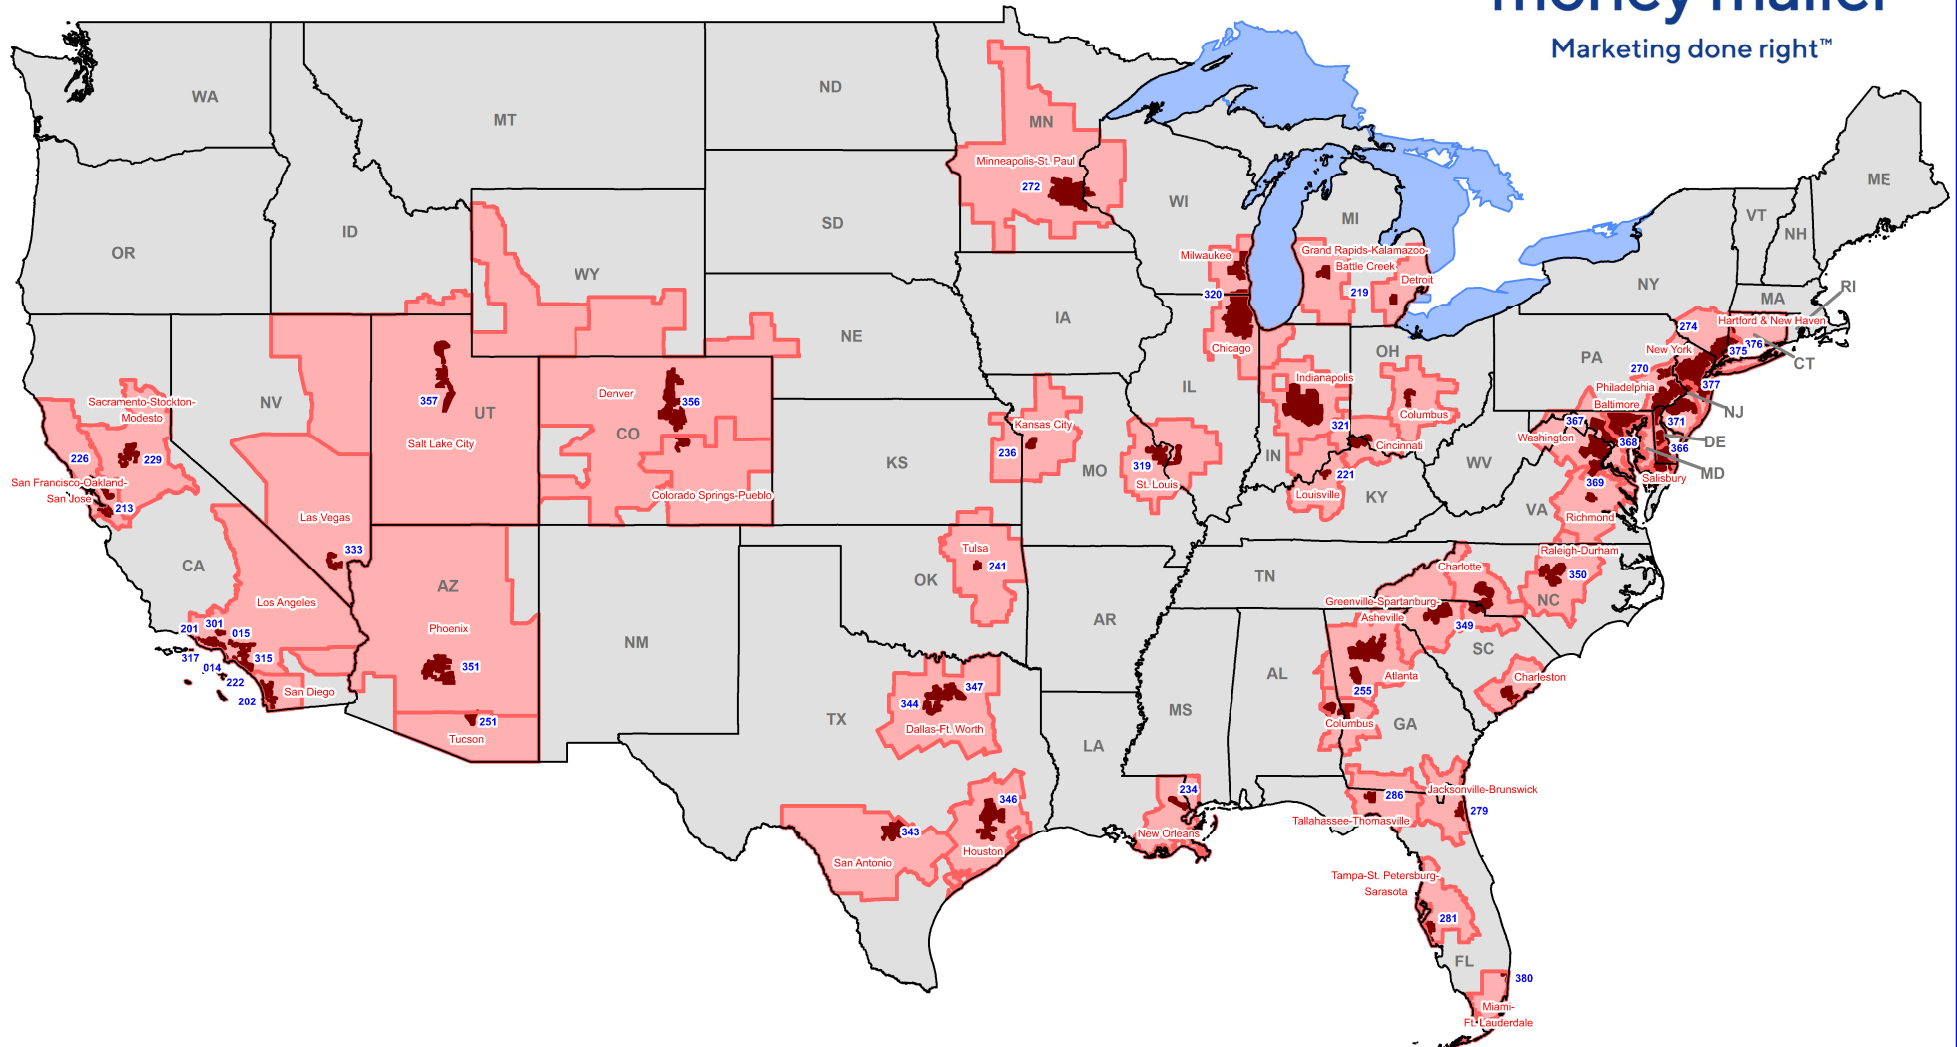 money mailer
Marketing done right™
WA
MT
ND
MN
Minneapolis-St. Paul
272
OR
ID
WY
SD
WI
MI
ME
VT
NH
NY
MA
RI
CT
Milwaukee
320
Chicago
Grand Rapids-Kalamazoo-
Battle Creek
219
Detroit
274
Hartford & New Haven
376
375
New York
270
377
PA
Philadelphia
Baltimore
NJ
367
371
DE
368
366
MD
Washington
369
Salisbury
Richmond
VA
WV
NV
UT
357
Salt Lake City
Denver
356
CO
Colorado Springs-Pueblo
NE
IA
IL
IN
OH
Indianapolis
321
Columbus
Cincinnati
221
Louisville
KY
Sacramento-Stockton-
Modesto
226
229
San Francisco-Oakland-
San Jose
213
CA
Las Vegas
333
KS
Kansas City
236
MO
319
St. Louis
Los Angeles
201
301
015
317
014
315
222
202
San Diego
AZ
Phoenix
351
251
Tucson
NM
OK
Tulsa
241
AR
TN
Raleigh-Durham
350
NC
Charlotte
Greenville-Spartanburg-
Asheville
349
SC
Charleston
TX
344
347
Dallas-Ft. Worth
346
Houston
343
San Antonio
LA
MS
AL
GA
Atlanta
255
Columbus
234
New Orleans
286
Tallahassee-Thomasville
Jacksonville-Brunswick
279
Tampa-St. Petersburg-
Sarasota
281
FL
380
Miami-
Ft. Lauderdale